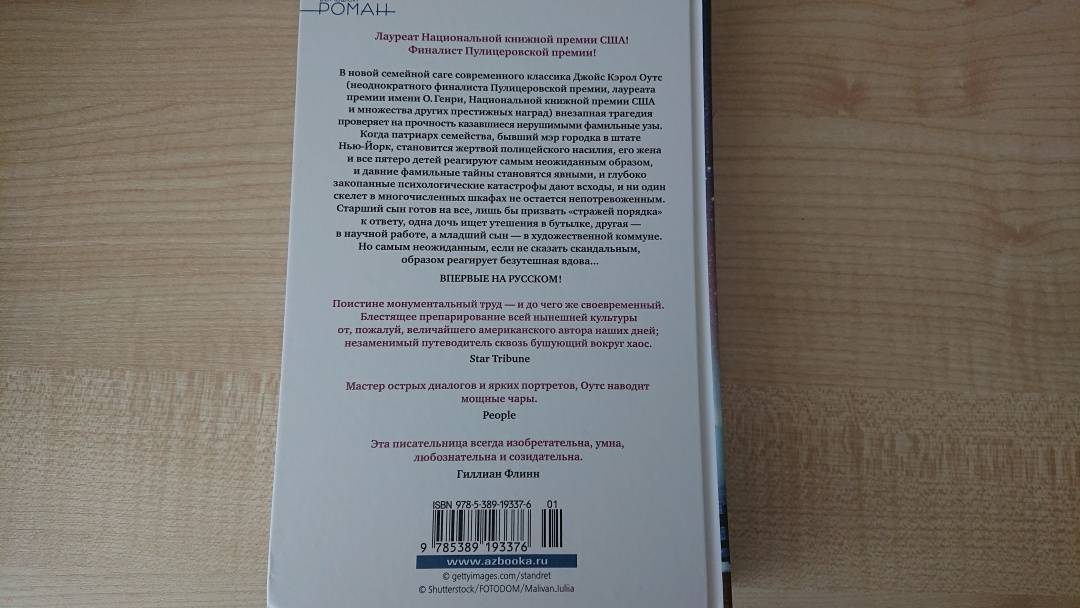 РОМАН
Лауреат Национальной книжной премии США!
Финалист Пулицеровской премии!
В новой семейной саге современного классика Джойс Кэрол Оутс
(неоднократного финалиста Пулицеровской премии, лауреата
премии имени О. Генри, Национальной книжной премии США
и множества других престижных наград) внезапная трагедия
проверяет на прочность казавшиеся нерушимыми фамильные узы.
Когда патриарх семейства, бывший мэр городка в штате
Нью-Йорк, становится жертвой полицейского насилия, его жена
и все пятеро детей реагируют самым неожиданным образом,
и давние фамильные тайны становятся явными, и глубоко
закопанные психологические катастрофы дают всходы, и ни один
скелет в многочисленных шкафах не остается непотревоженным.
Старший сын готов на все, лишь бы призвать «стражей порядка»
к ответу, одна дочь ищет утешения в бутылке, другая —
в научной работе, а младший сын — в художественной коммуне.
Но самым неожиданным, если не сказать скандальным,
образом реагирует безутешная вдова...
ВПЕРВЫЕ НА РУССКОМ!
Поистине монументальный труд — и до чего же своевременный.
Блестящее препарирование всей нынешней культуры
от, пожалуй, величайшего американского автора наших дней;
незаменимый путеводитель сквозь бушующий вокруг хаос.
Star Tribune
Мастер острых диалогов и ярких портретов, Оутс наводит
мощные чары.
People
Эта писательница всегда изобретательна, умна,
любознательна и созидательна.
Гиллиан Флинн
ISBN 978-5-389-19337-6 01
9 785389 193376
www.azbooka.ru
© gettyimages.com/standret
© Shutterstock/FOTODOM/Malivan_Iuliia